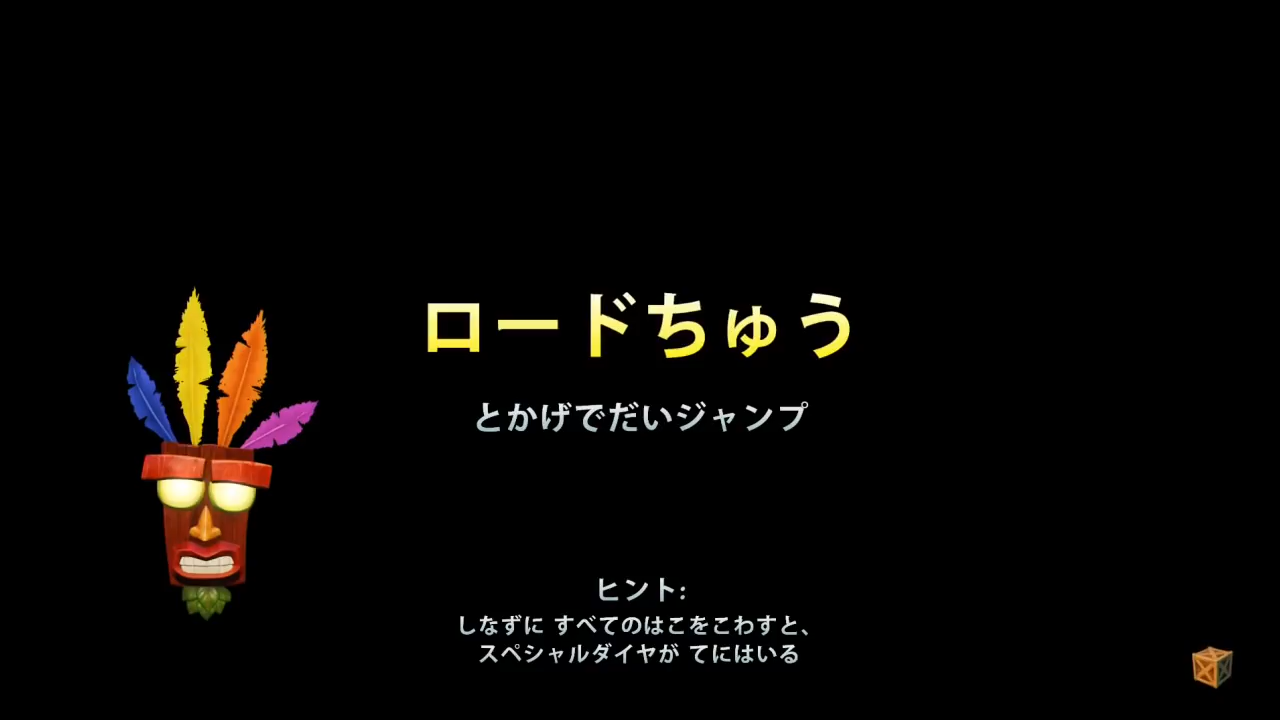 ロードちゅう
とかげでだいジャンプ
ヒント:
しなずに すべてのはこをこわすと、
スペシャルダイヤが てにはいる